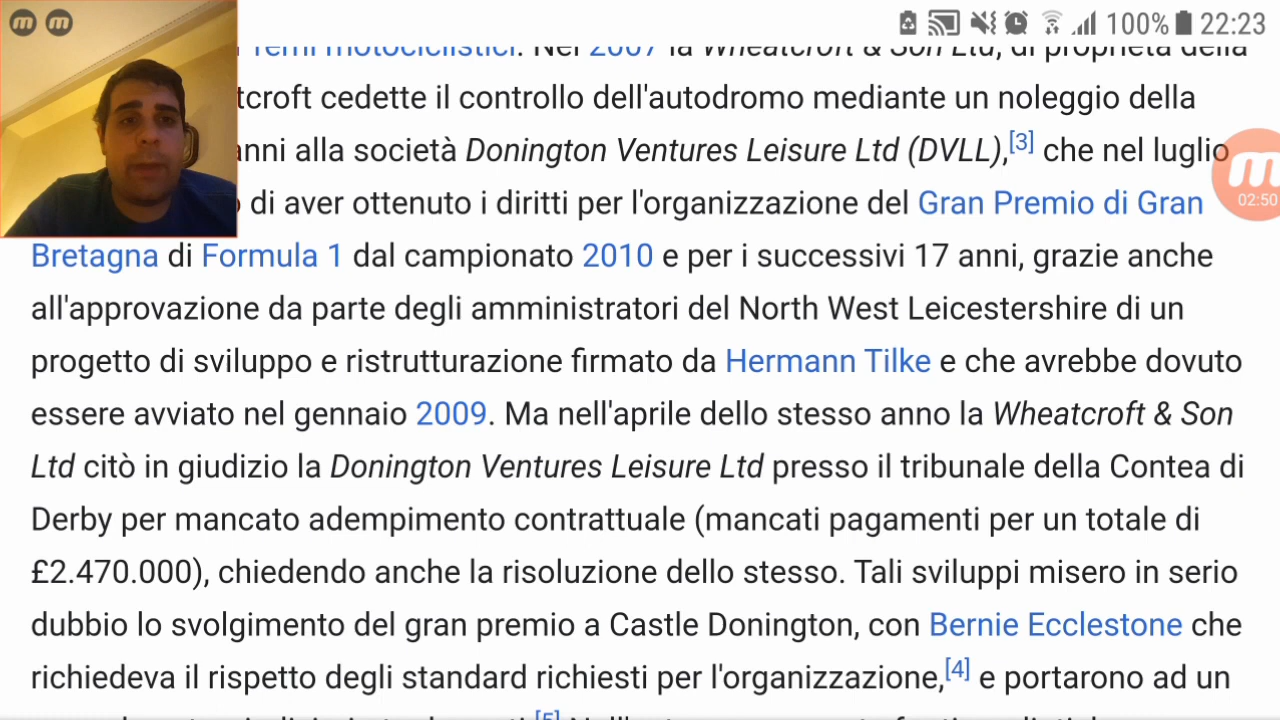 100% 22:23
Nel 2007 la Wheatcroft & Son Ltd, di proprietà della
tcroft cedette il controllo dell'autodromo mediante un noleggio della
anni alla società Donington Ventures Leisure Ltd (DVLL),[3] che nel luglio
di aver ottenuto i diritti per l'organizzazione del Gran Premio di Gran
02:50
Bretagna di Formula 1 dal campionato 2010 e per i successivi 17 anni, grazie anche
all'approvazione da parte degli amministratori del North West Leicestershire di un
progetto di sviluppo e ristrutturazione firmato da Hermann Tilke e che avrebbe dovuto
essere avviato nel gennaio 2009. Ma nell'aprile dello stesso anno la Wheatcroft & Son
Ltd citò in giudizio la Donington Ventures Leisure Ltd presso il tribunale della Contea di
Derby per mancato adempimento contrattuale (mancati pagamenti per un totale di
£2.470.000), chiedendo anche la risoluzione dello stesso. Tali sviluppi misero in serio
dubbio lo svolgimento del gran premio a Castle Donington, con Bernie Ecclestone che
richiedeva il rispetto degli standard richiesti per l'organizzazione,[4] e portarono ad un